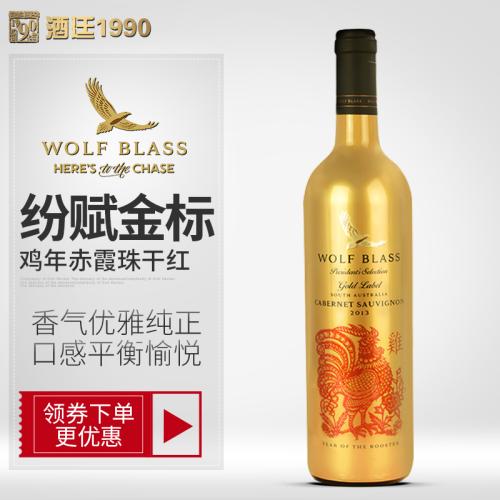 酒廷1990
WOLF BLASS
HERE'S to the CHASE
纷赋金标
鸡年赤霞珠干红
香气优雅纯正
口感平衡愉悦
领券下单
更优惠
WOLF BLASS
President's Selection
Gold Label
SOUTH AUSTRALIA
CABERNET SAUVIGNON
2013
雞
YEAR OF THE ROOSTER